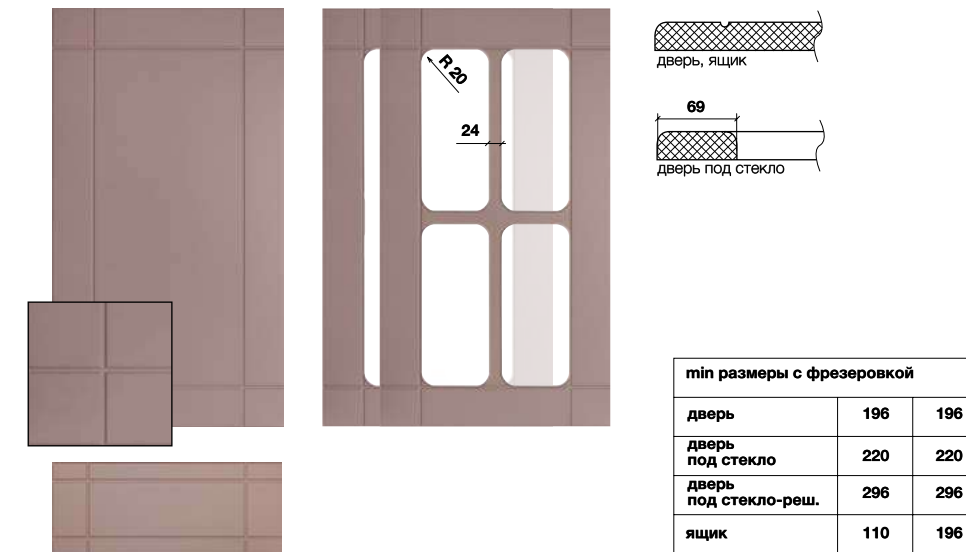 R 20
24
дверь, ящик
69
дверь под стекло
min размеры с фрезеровкой
дверь 196 196
дверь
под стекло 220 220
дверь
под стекло-реш. 296 296
ящик 110 196